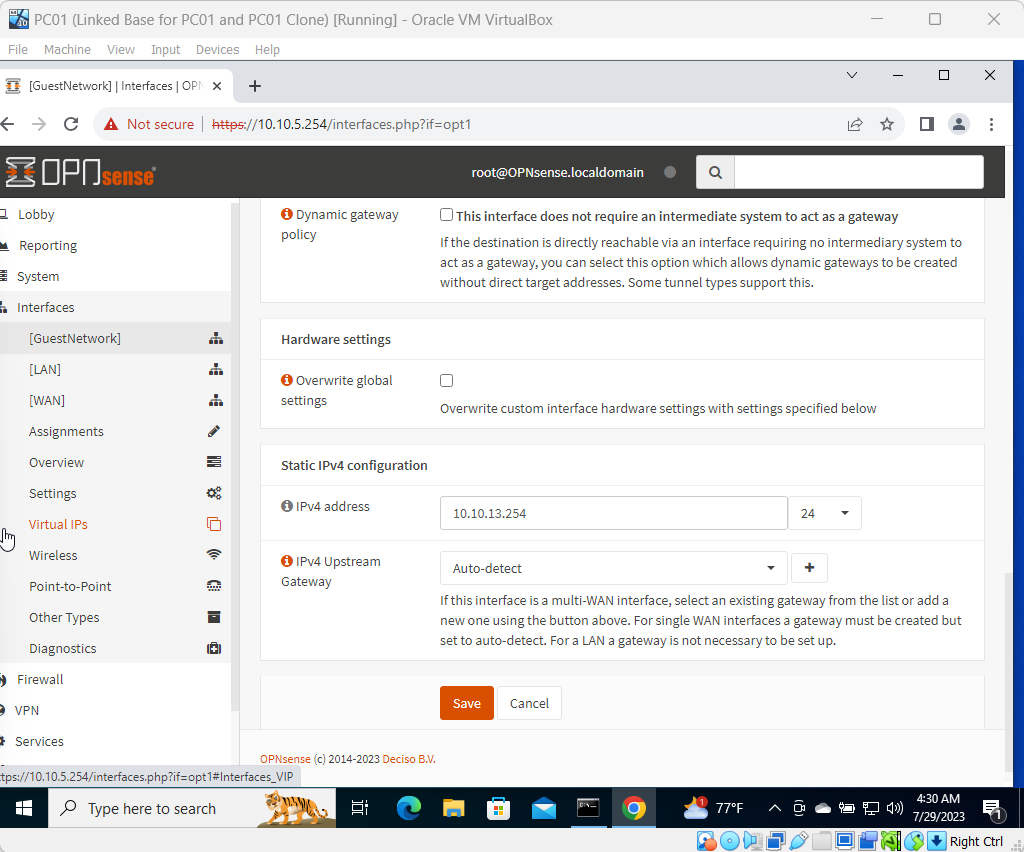 PC01 (Linked Base for PC01 and PC01 Clone) [Running] - Oracle VM VirtualBox
File Machine View Input Devices Help
[GuestNetwork] | Interfaces | OPN
Not secure https://10.10.5.254/interfaces.php?if=opt1
OPNsense
root@OPNsense.localdomain
Lobby
Reporting
System
Interfaces
[GuestNetwork]
[LAN]
[WAN]
Assignments
Overview
Settings
Virtual IPs
Wireless
Point-to-Point
Other Types
Diagnostics
Firewall
VPN
Services
ttps://10.10.5.254/interfaces.php?if=opt1#Interfaces_VIP
Dynamic gateway
policy
This interface does not require an intermediate system to act as a gateway
If the destination is directly reachable via an interface requiring no intermediary system to
act as a gateway, you can select this option which allows dynamic gateways to be created
without direct target addresses. Some tunnel types support this.
Hardware settings
Overwrite global
settings
Overwrite custom interface hardware settings with settings specified below
Static IPv4 configuration
IPv4 address
10.10.13.254
24
IPv4 Upstream
Gateway
Auto-detect
If this interface is a multi-WAN interface, select an existing gateway from the list or add a
new one using the button above. For single WAN interfaces a gateway must be created but
set to auto-detect. For a LAN a gateway is not necessary to be set up.
Save Cancel
OPNsense (c) 2014-2023 Deciso B.V.
Type here to search
1
77°F
4:30 AM
7/29/2023
1
Right Ctrl